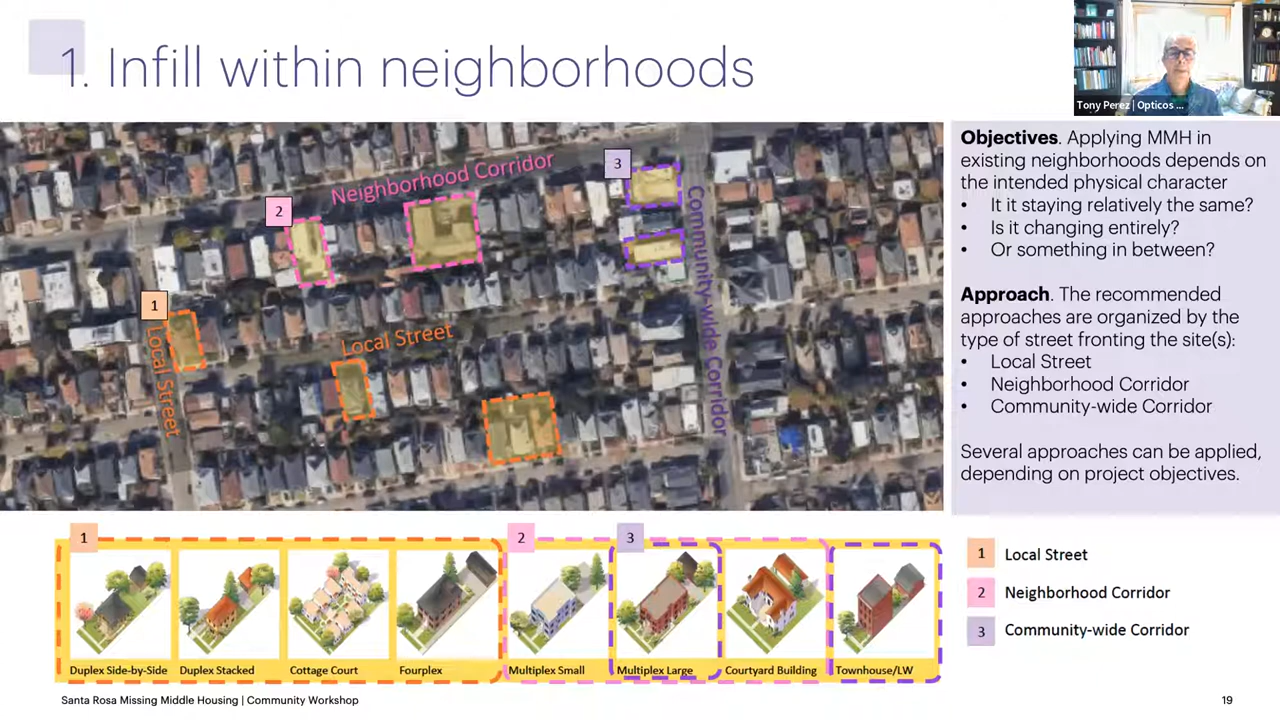 1. Infill within neighborhoods
Tony Perez | Opticos ...
3
Neighborhood Corridor
2
Community-wide Corridor
1
Local Street
Local Street
Objectives. Applying MMH in
existing neighborhoods depends on
the intended physical character
• It it staying relatively the same?
• Is it changing entirely?
• Or something in between?
Approach. The recommended
approaches are organized by the
type of street fronting the site(s):
• Local Street
• Neighborhood Corridor
• Community-wide Corridor
Several approaches can be applied,
depending on project objectives.
1
2
3
Duplex Side-by-Side
Duplex Stacked
Cottage Court
Fourplex
Multiplex Small
Multiplex Large
Courtyard Building
Townhouse/LW
1 Local Street
2 Neighborhood Corridor
3 Community-wide Corridor
Santa Rosa Missing Middle Housing | Community Workshop
19